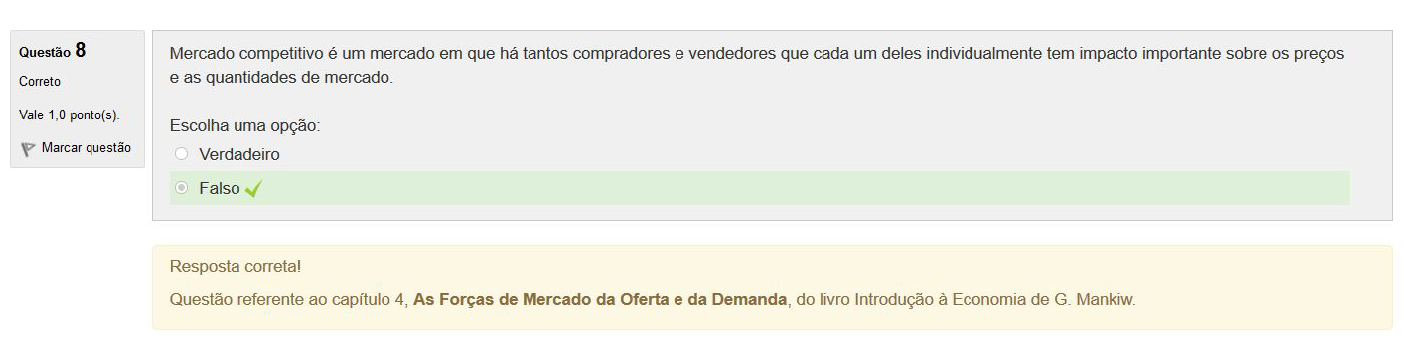 Questão 8
Correto
Vale 1,0 ponto(s).
Marcar questão
Mercado competitivo é um mercado em que há tantos compradores e vendedores que cada um deles individualmente tem impacto importante sobre os preços
e as quantidades de mercado.
Escolha uma opção:
Verdadeiro
Falso
Resposta correta!
Questão referente ao capítulo 4, As Forças de Mercado da Oferta e da Demanda, do livro Introdução à Economia de G. Mankiw.